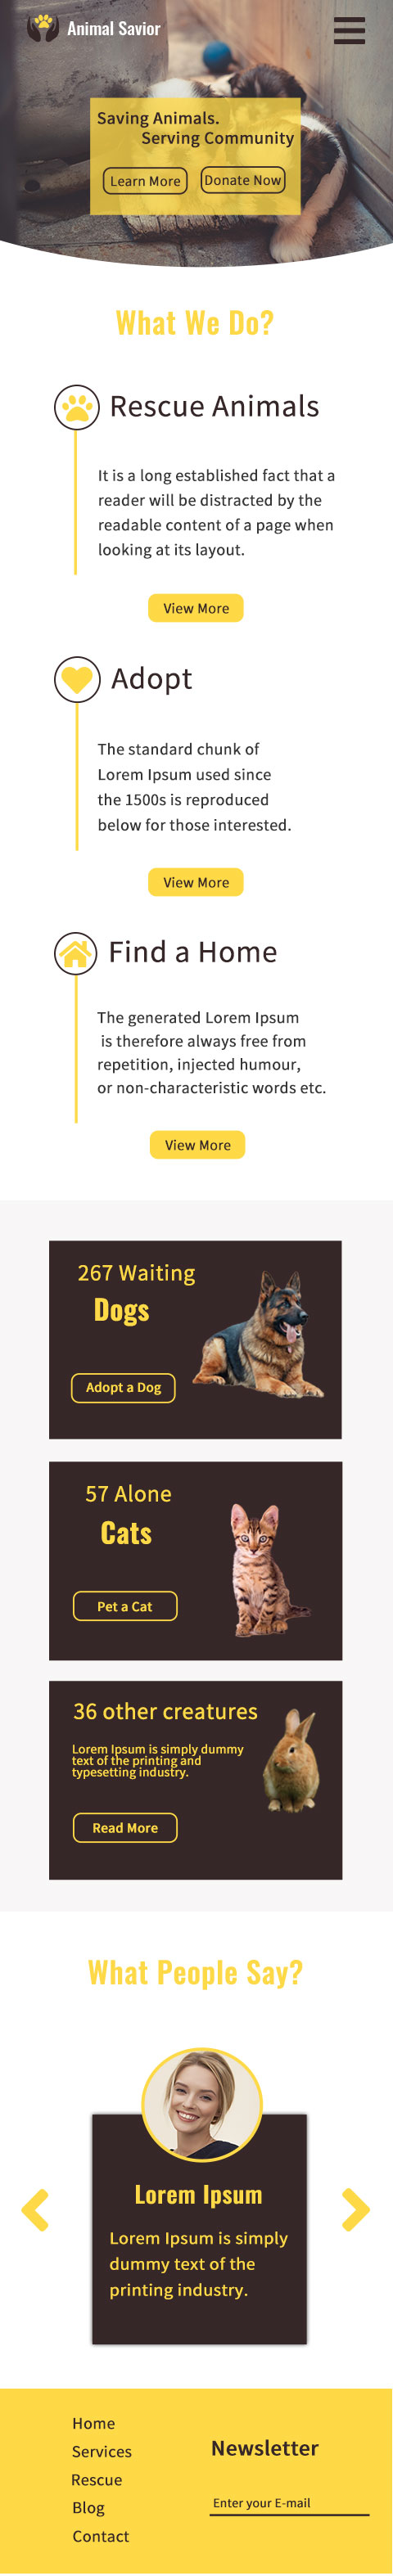 Animal Savior
Saving Animals.
Serving Community
Learn More
Donate Now
What We Do?
Rescue Animals
It is a long established fact that a
reader will be distracted by the
readable content of a page when
looking at its layout.
View More
Adopt
The standard chunk of
Lorem Ipsum used since
the 1500s is reproduced
below for those interested.
View More
Find a Home
The generated Lorem Ipsum
is therefore always free from
repetition, injected humour,
or non-characteristic words etc.
View More
267 Waiting
Dogs
Adopt a Dog
57 Alone
Cats
Pet a Cat
36 other creatures
Lorem Ipsum is simply dummy
text of the printing and
typesetting industry.
Read More
What People Say?
Lorem Ipsum
Lorem Ipsum is simply
dummy text of the
printing industry.
Home
Services
Rescue
Blog
Contact
Newsletter
Enter your E-mail